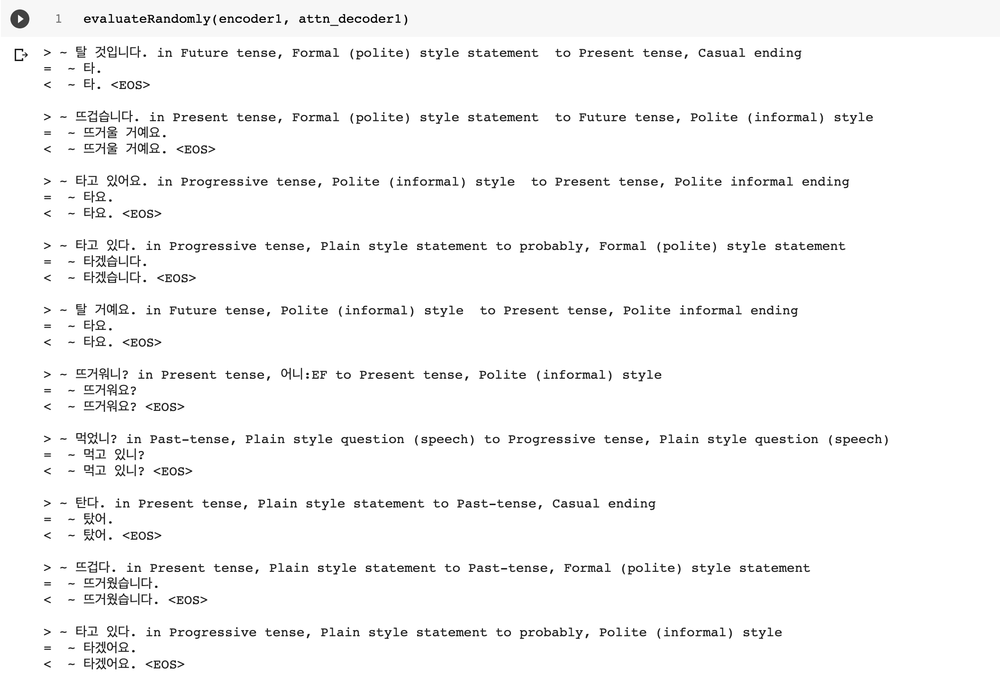 1 evaluateRandomly(encoder1, attn_decoder1)
> ~ 탈 것입니다. in Future tense, Formal (polite) style statement  to Present tense, Casual ending
=  ~ 타.
<  ~ 타. <EOS>
> ~ 뜨겁습니다. in Present tense, Formal (polite) style statement  to Future tense, Polite (informal) style
=  ~ 뜨거울 거예요.
<  ~ 뜨거울 거예요. <EOS>
> ~ 타고 있어요. in Progressive tense, Polite (informal) style  to Present tense, Polite informal ending
=  ~ 타요.
<  ~ 타요. <EOS>
> ~ 타고 있다. in Progressive tense, Plain style statement to probably, Formal (polite) style statement
=  ~ 타겠습니다.
<  ~ 타겠습니다. <EOS>
> ~ 탈 거예요. in Future tense, Polite (informal) style  to Present tense, Polite informal ending
=  ~ 타요.
<  ~ 타요. <EOS>
> ~ 뜨거워니? in Present tense, 어니:EF to Present tense, Polite (informal) style
=  ~ 뜨거워요?
<  ~ 뜨거워요? <EOS>
> ~ 먹었니? in Past-tense, Plain style question (speech) to Progressive tense, Plain style question (speech)
=  ~ 먹고 있니?
<  ~ 먹고 있니? <EOS>
> ~ 탄다. in Present tense, Plain style statement to Past-tense, Casual ending
=  ~ 탔어.
<  ~ 탔어. <EOS>
> ~ 뜨겁다. in Present tense, Plain style statement to Past-tense, Formal (polite) style statement
=  ~ 뜨거웠습니다.
<  ~ 뜨거웠습니다. <EOS>
> ~ 타고 있다. in Progressive tense, Plain style statement to probably, Polite (informal) style
=  ~ 타겠어요.
<  ~ 타겠어요. <EOS>